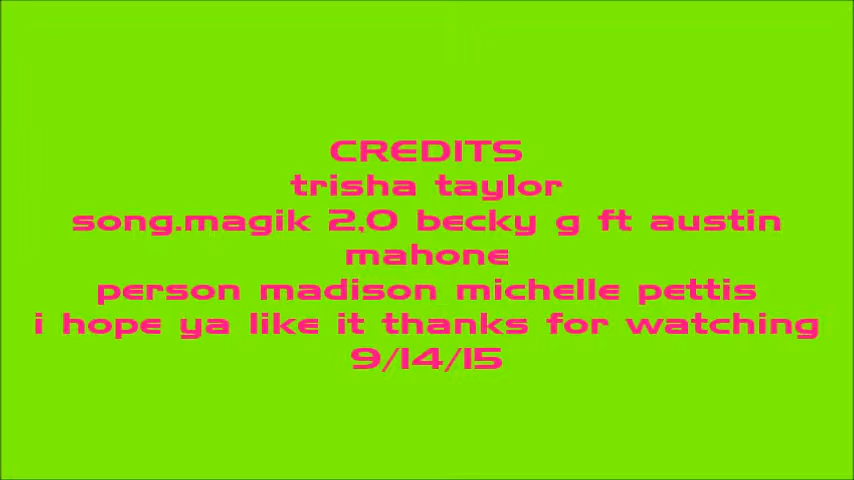 CREDITS
trisha taylor
song.magik 2,0 becky g ft austin
mahone
person madison michelle pettis
i hope ya like it thanks for watching
9/14/15